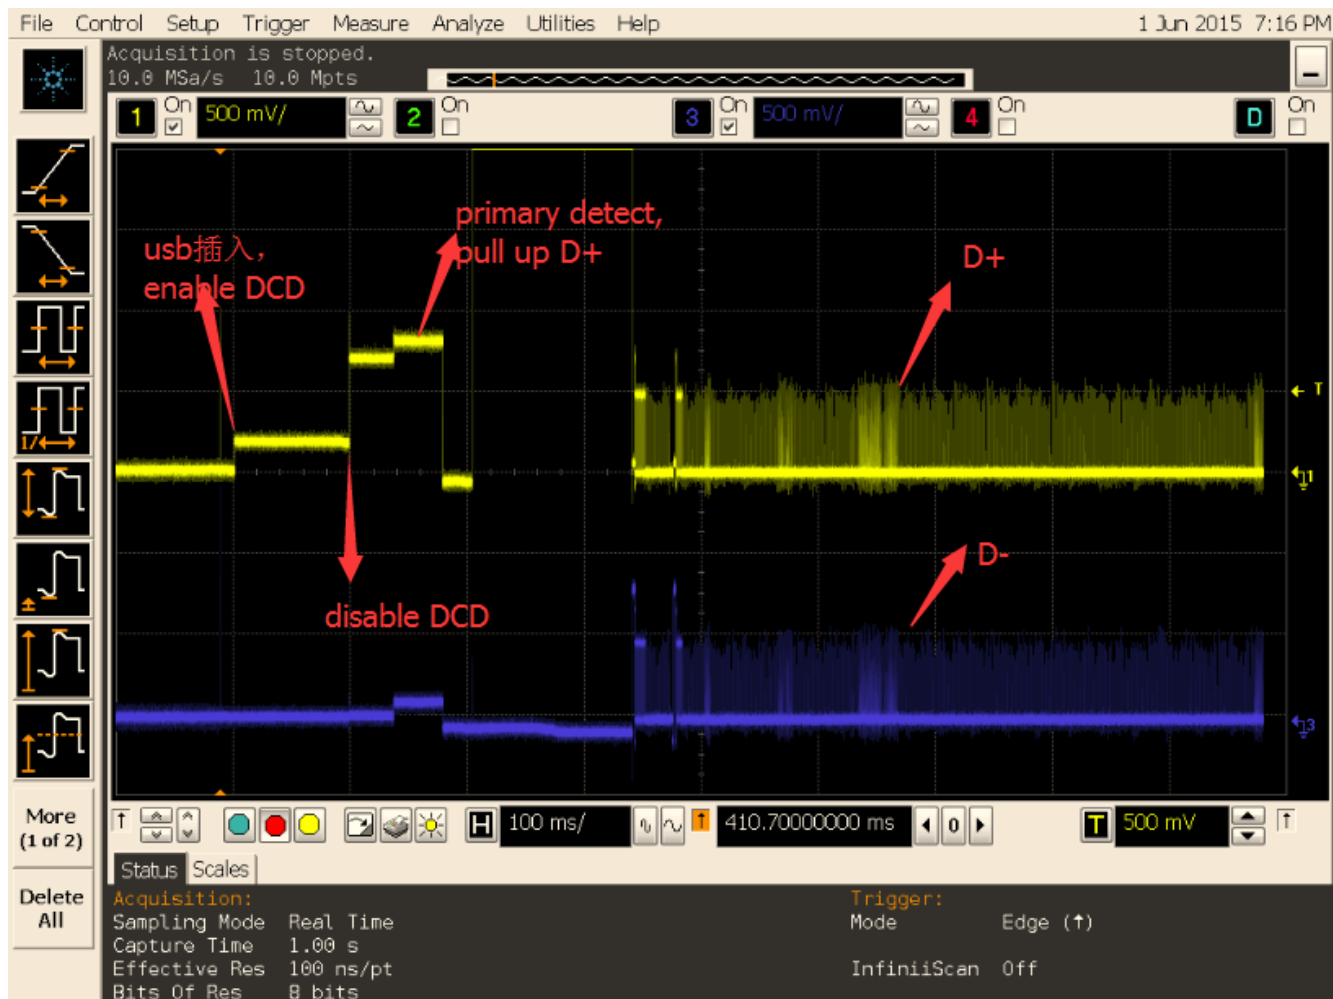 File Control Setup Trigger Measure Analyze Utilities Help 1 Jun 2015 7:16 PM
Acquisition is stopped.
10.0 MSa/s 10.0 Mpts
1 On 500 mV/ 2 On 3 On 500 mV/ 4 On D On
primary detect,
pull up D+
usb插入，
enable DCD
D+
T
1/
1
D-
disable DCD
3
More
(1 of 2)
H 100 ms/ 410.70000000 ms 0 T 500 mV
Status Scales
Delete
All
Acquisition: Trigger:
Sampling Mode Real Time Mode Edge (↑)
Capture Time 1.00 s
Effective Res 100 ns/pt InfiniiScan Off
Bits Of Res 8 bits